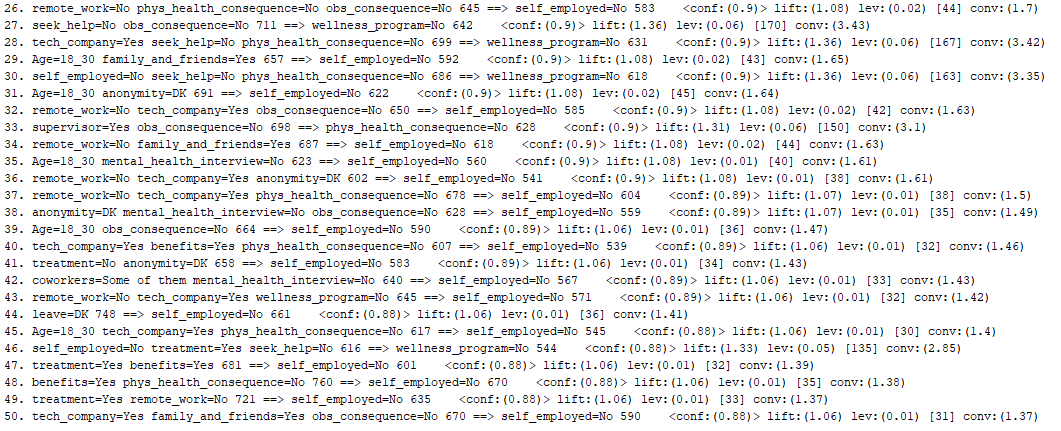 26. remote_work=No phys_health_consequence=No obs_consequence=No 645 ==> self_employed=No 583    <conf:(0.9)> lift:(1.08) lev:(0.02) [44] conv:(1.7)
27. seek_help=No obs_consequence=No 711 ==> wellness_program=No 642    <conf:(0.9)> lift:(1.36) lev:(0.06) [170] conv:(3.43)
28. tech_company=Yes seek_help=No phys_health_consequence=No 699 ==> wellness_program=No 631    <conf:(0.9)> lift:(1.36) lev:(0.06) [167] conv:(3.42)
29. Age=18_30 family_and_friends=Yes 657 ==> self_employed=No 592    <conf:(0.9)> lift:(1.08) lev:(0.02) [43] conv:(1.65)
30. self_employed=No seek_help=No phys_health_consequence=No 686 ==> wellness_program=No 618    <conf:(0.9)> lift:(1.36) lev:(0.06) [163] conv:(3.35)
31. Age=18_30 anonymity=DK 691 ==> self_employed=No 622    <conf:(0.9)> lift:(1.08) lev:(0.02) [45] conv:(1.64)
32. remote_work=No tech_company=Yes obs_consequence=No 650 ==> self_employed=No 585    <conf:(0.9)> lift:(1.08) lev:(0.02) [42] conv:(1.63)
33. supervisor=Yes obs_consequence=No 698 ==> phys_health_consequence=No 628    <conf:(0.9)> lift:(1.31) lev:(0.06) [150] conv:(3.1)
34. remote_work=No family_and_friends=Yes 687 ==> self_employed=No 618    <conf:(0.9)> lift:(1.08) lev:(0.02) [44] conv:(1.63)
35. Age=18_30 mental_health_interview=No 623 ==> self_employed=No 560    <conf:(0.9)> lift:(1.08) lev:(0.01) [40] conv:(1.61)
36. remote_work=No tech_company=Yes anonymity=DK 602 ==> self_employed=No 541    <conf:(0.9)> lift:(1.08) lev:(0.01) [38] conv:(1.61)
37. remote_work=No tech_company=Yes phys_health_consequence=No 678 ==> self_employed=No 604    <conf:(0.89)> lift:(1.07) lev:(0.01) [38] conv:(1.5)
38. anonymity=DK mental_health_interview=No obs_consequence=No 628 ==> self_employed=No 559    <conf:(0.89)> lift:(1.07) lev:(0.01) [35] conv:(1.49)
39. Age=18_30 obs_consequence=No 664 ==> self_employed=No 590    <conf:(0.89)> lift:(1.06) lev:(0.01) [36] conv:(1.47)
40. tech_company=Yes benefits=Yes phys_health_consequence=No 607 ==> self_employed=No 539    <conf:(0.89)> lift:(1.06) lev:(0.01) [32] conv:(1.46)
41. treatment=No anonymity=DK 658 ==> self_employed=No 583    <conf:(0.89)> lift:(1.06) lev:(0.01) [34] conv:(1.43)
42. coworkers=Some of them mental_health_interview=No 640 ==> self_employed=No 567    <conf:(0.89)> lift:(1.06) lev:(0.01) [33] conv:(1.43)
43. remote_work=No tech_company=Yes wellness_program=No 645 ==> self_employed=No 571    <conf:(0.89)> lift:(1.06) lev:(0.01) [32] conv:(1.42)
44. leave=DK 748 ==> self_employed=No 661    <conf:(0.88)> lift:(1.06) lev:(0.01) [36] conv:(1.41)
45. Age=18_30 tech_company=Yes phys_health_consequence=No 617 ==> self_employed=No 545    <conf:(0.88)> lift:(1.06) lev:(0.01) [30] conv:(1.4)
46. self_employed=No treatment=Yes seek_help=No 616 ==> wellness_program=No 544    <conf:(0.88)> lift:(1.33) lev:(0.05) [135] conv:(2.85)
47. treatment=Yes benefits=Yes 681 ==> self_employed=No 601    <conf:(0.88)> lift:(1.06) lev:(0.01) [32] conv:(1.39)
48. benefits=Yes phys_health_consequence=No 760 ==> self_employed=No 670    <conf:(0.88)> lift:(1.06) lev:(0.01) [35] conv:(1.38)
49. treatment=Yes remote_work=No 721 ==> self_employed=No 635    <conf:(0.88)> lift:(1.06) lev:(0.01) [33] conv:(1.37)
50. tech_company=Yes family_and_friends=Yes obs_consequence=No 670 ==> self_employed=No 590    <conf:(0.88)> lift:(1.06) lev:(0.01) [31] conv:(1.37)